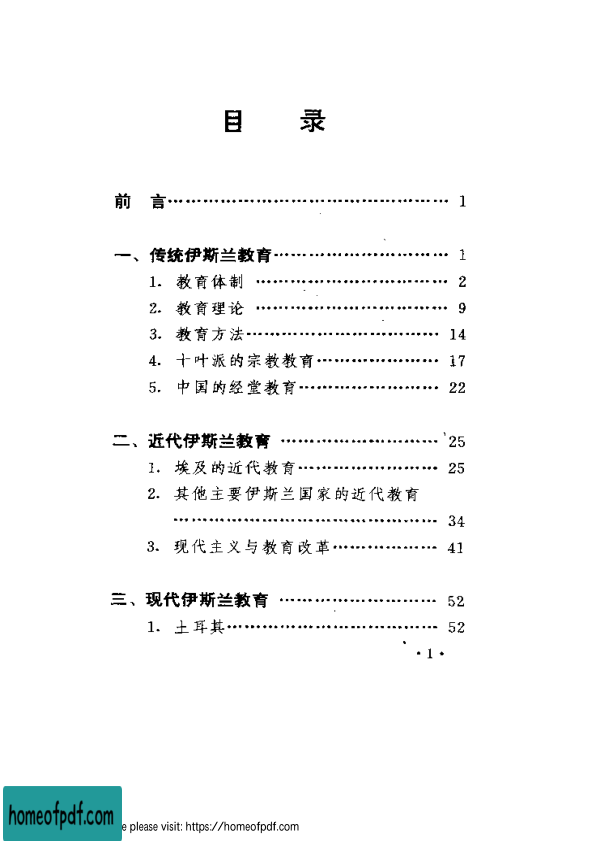 目 录
前 言………………………………………… 1
一、传统伊斯兰教育………………………… 1
1. 教育体制 ………………………… 2
2. 教育理论 ………………………… 9
3. 教育方法………………………… 14
4. 十叶派的宗教教育……………… 17
5. 中国的经堂教育………………… 22
二、近代伊斯兰教育 ……………………… 25
1. 埃及的近代教育………………… 25
2. 其他主要伊斯兰国家的近代教育
……………………………………… 34
3. 现代主义与教育改革…………… 41
三、现代伊斯兰教育 ……………………… 52
1. 土耳其…………………………… 52
·1·
homeofpdf.com
e please visit: https://homeofpdf.com